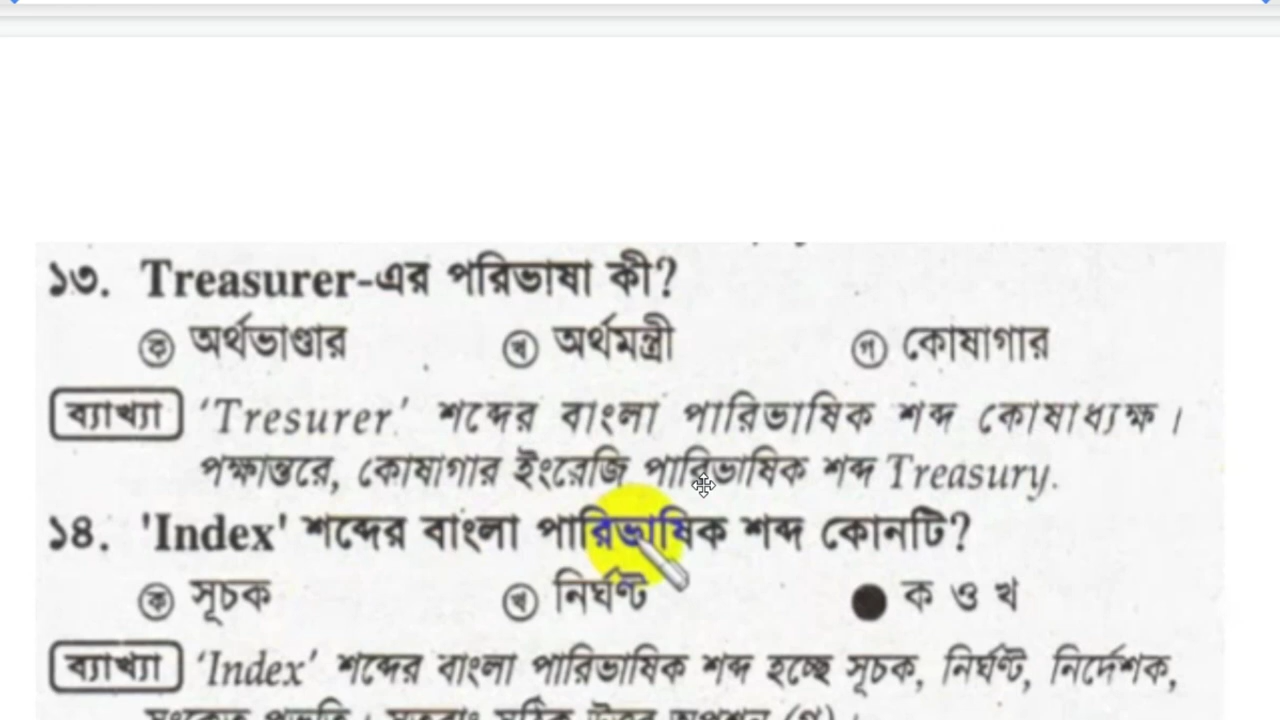 ১৩. Treasurer-এর পরিভাষা কী?
ক অর্থভাণ্ডার খ অর্থমন্ত্রী গ কোষাগার
ব্যাখ্যা 'Tresurer' শব্দের বাংলা পারিভাষিক শব্দ কোষাধ্যক্ষ।
পক্ষান্তরে, কোষাগার ইংরেজি পারিভাষিক শব্দ Treasury.
১৪. 'Index' শব্দের বাংলা পারিভাষিক শব্দ কোনটি?
ক সূচক খ নির্ঘণ্ট ক ও খ
ব্যাখ্যা 'Index' শব্দের বাংলা পারিভাষিক শব্দ হচ্ছে সূচক, নির্ঘণ্ট, নির্দেশক,